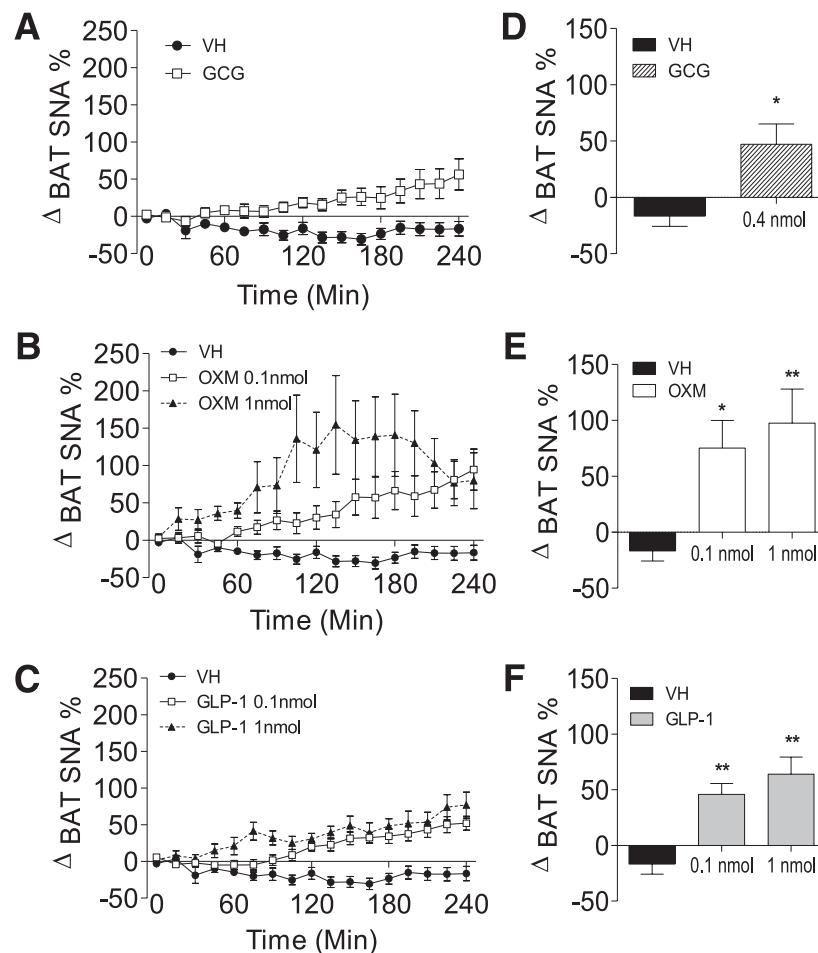 A
Δ BAT SNA %
250
200
150
100
50
0
-50
VH
GCG
0 60 120 180 240
Time (Min)
D
Δ BAT SNA %
150
100
50
0
-50
VH
GCG
*
0.4 nmol
B
Δ BAT SNA %
250
200
150
100
50
0
-50
VH
OXM 0.1nmol
OXM 1nmol
0 60 120 180 240
Time (Min)
E
Δ BAT SNA %
150
100
50
0
-50
VH
OXM
*
**
0.1 nmol 1 nmol
C
Δ BAT SNA %
250
200
150
100
50
0
-50
VH
GLP-1 0.1nmol
GLP-1 1nmol
0 60 120 180 240
Time (Min)
F
Δ BAT SNA %
150
100
50
0
-50
VH
GLP-1
**
**
0.1 nmol 1 nmol